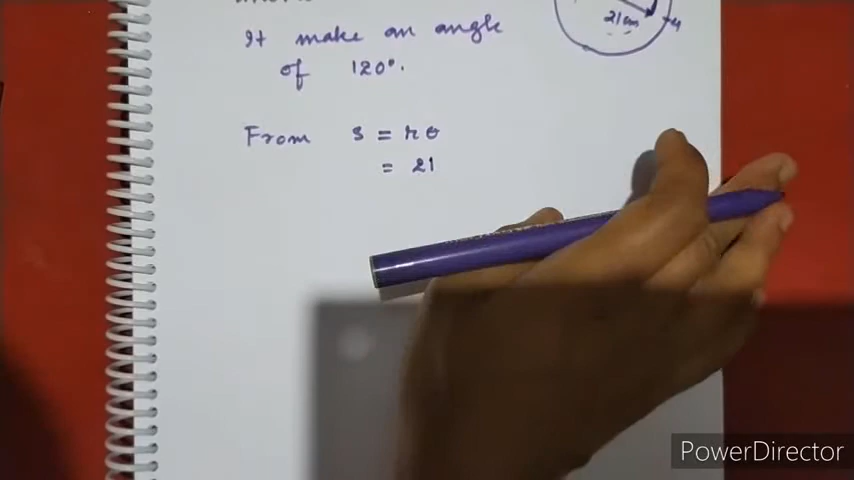 21cm
It make an angle
of 120°.
From s = rθ
= 21
PowerDirector